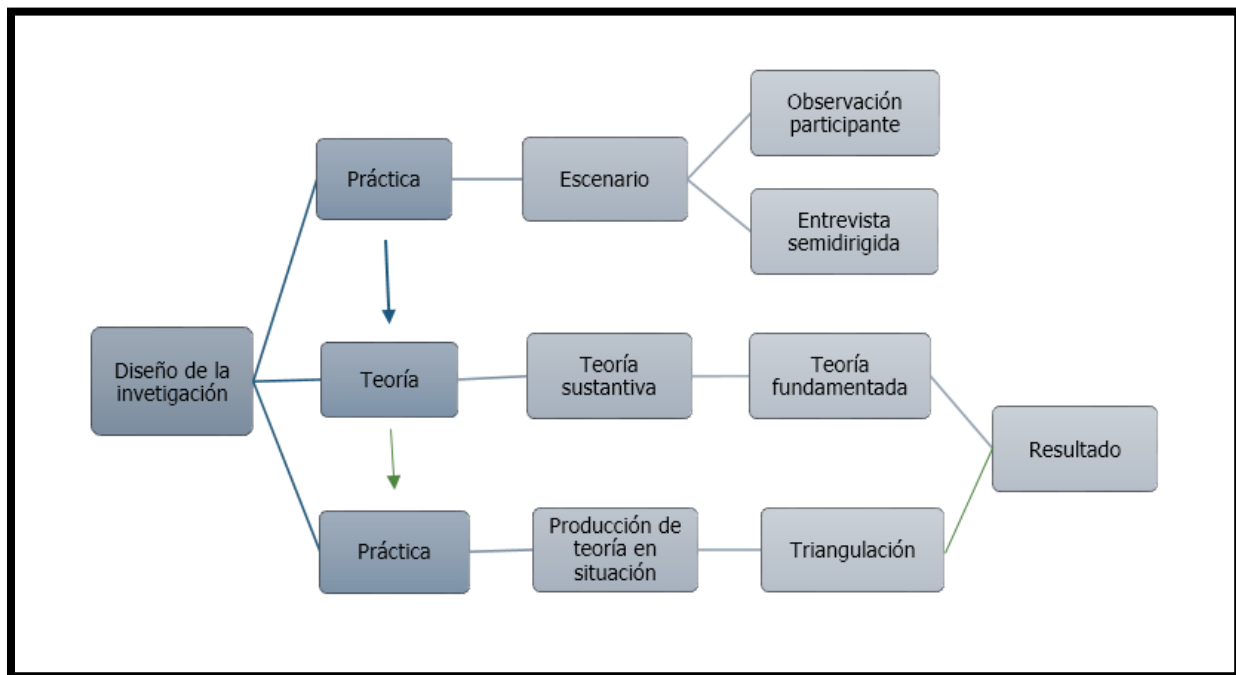 Observación
participante
Práctica
Escenario
Entrevista
semidirigida
Diseño de la
invetigación
Teoría
Teoría
sustantiva
Teoría
fundamentada
Resultado
Práctica
Producción de
teoría en
situación
Triangulación